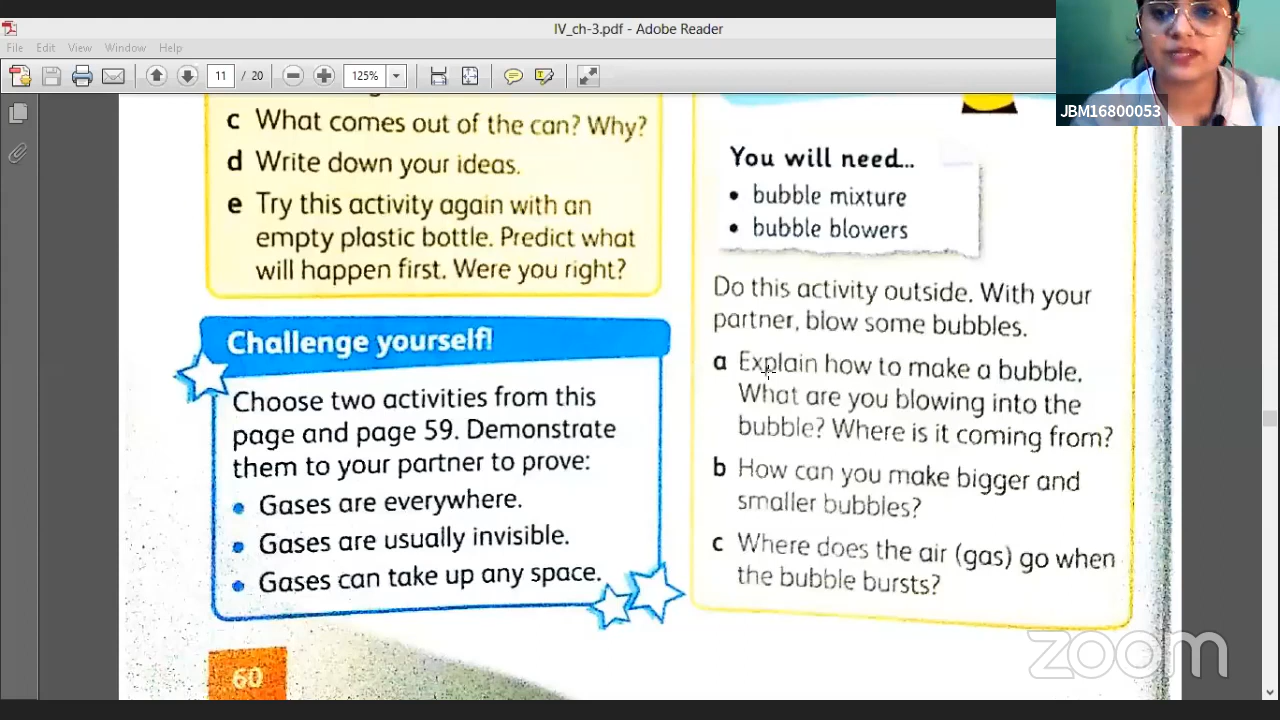 IV_ch-3.pdf - Adobe Reader
File Edit View Window Help
11 / 20
125%
JBM16800053
c What comes out of the can? Why?
d Write down your ideas.
e Try this activity again with an
empty plastic bottle. Predict what
will happen first. Were you right?
Challenge yourself!
Choose two activities from this
page and page 59. Demonstrate
them to your partner to prove:
• Gases are everywhere.
• Gases are usually invisible.
• Gases can take up any space.
60
You will need...
• bubble mixture
• bubble blowers
Do this activity outside. With your
partner, blow some bubbles.
a Explain how to make a bubble.
What are you blowing into the
bubble? Where is it coming from?
b How can you make bigger and
smaller bubbles?
c Where does the air (gas) go when
the bubble bursts?
zoom